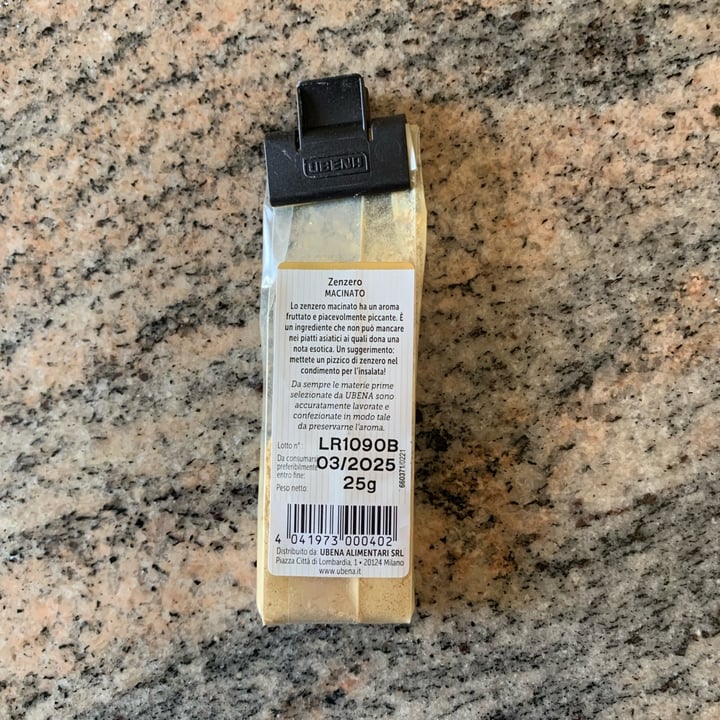 UBENA
Zenzero
MACINATO
Lo zenzero macinato ha un aroma
fruttato e piacevolmente piccante. È
un ingrediente che non può mancare
nei piatti asiatici ai quali dona una
nota esotica. Un suggerimento:
mettete un pizzico di zenzero nel
condimento per l'insalata!
Da sempre le materie prime
selezionate da UBENA sono
accuratamente lavorate e
confezionate in modo tale
da preservarne l'aroma.
Lotto n°: LR1090B
Da consumarsi
preferibilmente
entro fine: 03/2025
Peso netto: 25g
660371/0221
4 041973 000402
Distribuito da: UBENA ALIMENTARI SRL
Piazza Città di Lombardia, 1 • 20124 Milano
www.ubena.it